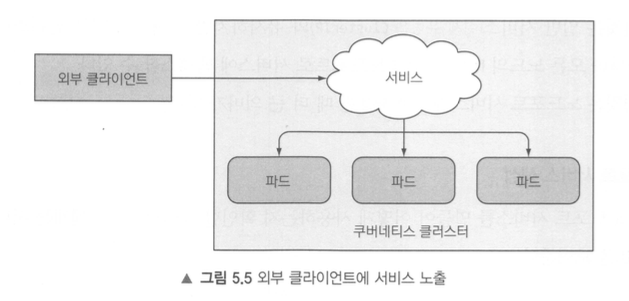 외부 클라이언트
서비스
파드
파드
파드
쿠버네티스 클러스터
▲ 그림 5.5 외부 클라이언트에 서비스 노출